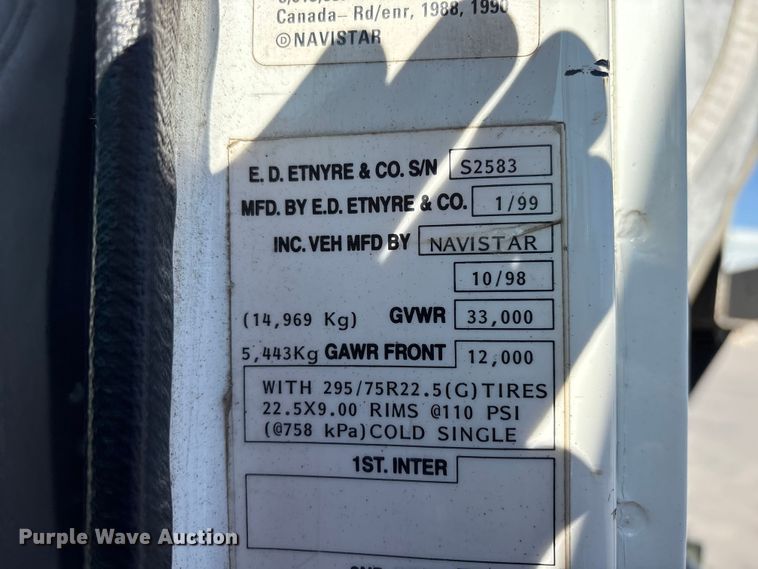 Canada- Rd/enr, 1988, 1990
Ⓓ NAVISTAR
E. D. ETNYRE & CO. S/N S2583
MFD. BY E.D. ETNYRE & CO. 1/99
INC. VEH MFD BY NAVISTAR
10/98
(14,969 Kg) GVWR 33,000
5,443Kg GAWR FRONT 12,000
WITH 295/75R22.5(G)TIRES
22.5X9.00 RIMS @110 PSI
(@758 kPa)COLD SINGLE
1ST. INTER
Purple Wave Auction